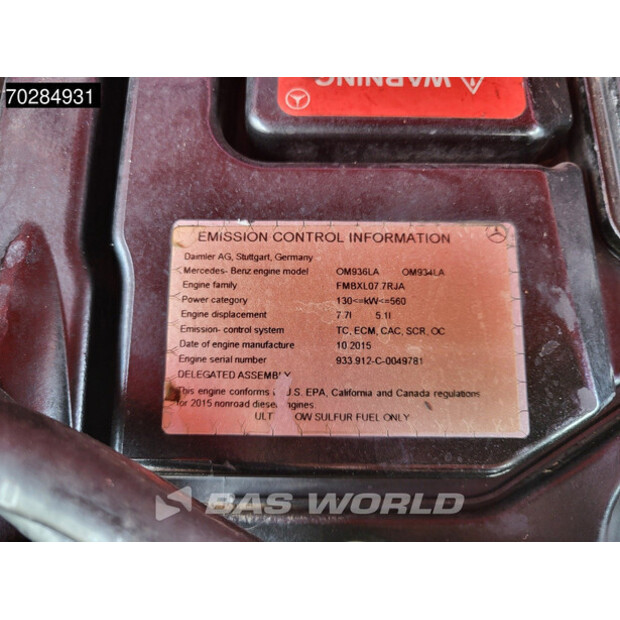 70284931
WARNING
EMISSION CONTROL INFORMATION
Daimler AG, Stuttgart, Germany
Mercedes- Benz engine model OM936LA OM934LA
Engine family FMBXL07.7RJA
Power category 130<=kW<=560
Engine displacement 7.7l 5.1l
Emission- control system TC, ECM, CAC, SCR, OC
Date of engine manufacture 10.2015
Engine serial number 933.912-C-0049781
DELEGATED ASSEMBLY
This engine conforms U.S. EPA, California and Canada regulations
for 2015 nonroad diesel engines.
ULT OW SULFUR FUEL ONLY
BAS WORLD